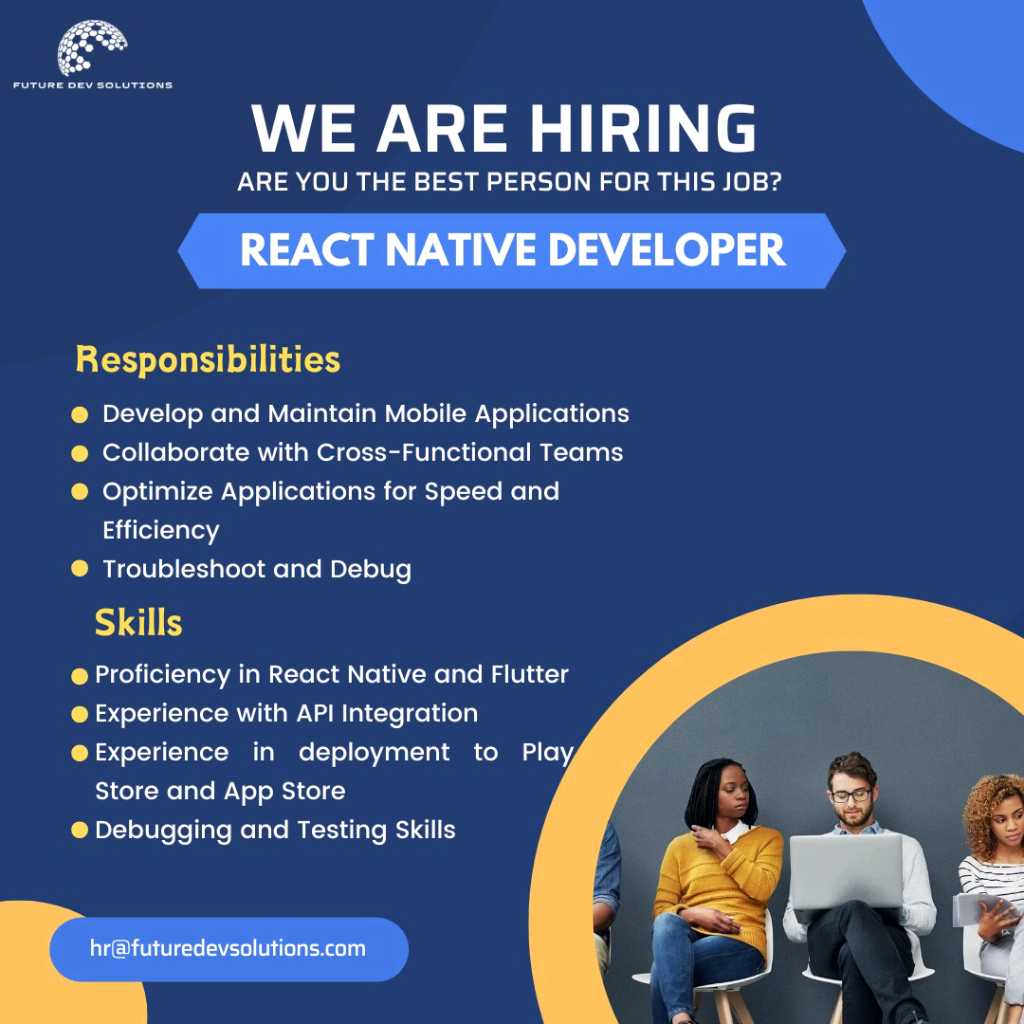 FUTURE DEV SOLUTIONS
WE ARE HIRING
ARE YOU THE BEST PERSON FOR THIS JOB?
REACT NATIVE DEVELOPER
Responsibilities
Develop and Maintain Mobile Applications
Collaborate with Cross-Functional Teams
Optimize Applications for Speed and
Efficiency
Troubleshoot and Debug
Skills
Proficiency in React Native and Flutter
Experience with API Integration
Experience in deployment to Play
Store and App Store
Debugging and Testing Skills
hr@futuredevsolutions.com